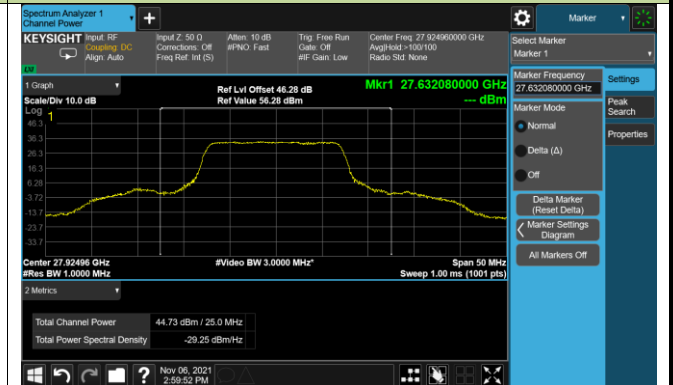 Spectrum Analyzer 1
Channel Power
+
Marker
KEYSIGHT
Input: RF
Coupling: DC
Align: Auto
Input Z: 50 Ω
Corrections: Off
Freq Ref: Int (S)
Atten: 10 dB
#PNO: Fast
Trig: Free Run
Gate: Off
#IF Gain: Low
Center Freq: 27.924960000 GHz
Avg|Hold:>100/100
Radio Std: None
Select Marker
Marker 1
1 Graph
Scale/Div 10.0 dB
Ref Lvl Offset 46.28 dB
Ref Value 56.28 dBm
Mkr1 27.632080000 GHz
--- dBm
Log
1
46.3
36.3
26.3
16.3
6.28
-3.72
-13.7
-23.7
-33.7
Center 27.92496 GHz
#Res BW 1.0000 MHz
#Video BW 3.0000 MHz*
Span 50 MHz
Sweep 1.00 ms (1001 pts)
Marker Frequency
27.632080000 GHz
Marker Mode
Normal
Delta (Δ)
Off
Delta Marker
(Reset Delta)
Marker Settings
Diagram
All Markers Off
Settings
Peak
Search
Properties
2 Metrics
Total Channel Power 44.73 dBm / 25.0 MHz
Total Power Spectral Density -29.25 dBm/Hz
?
Nov 06, 2021
2:59:52 PM